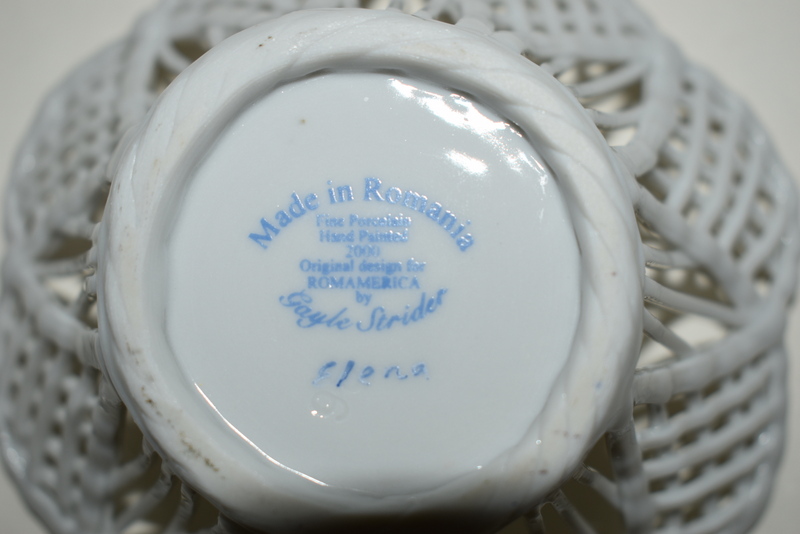 Made in Romania
Fine Porcelain
Hand Painted
2000
Original design for
ROMAMERICA
by
Gayle Strider
Elena